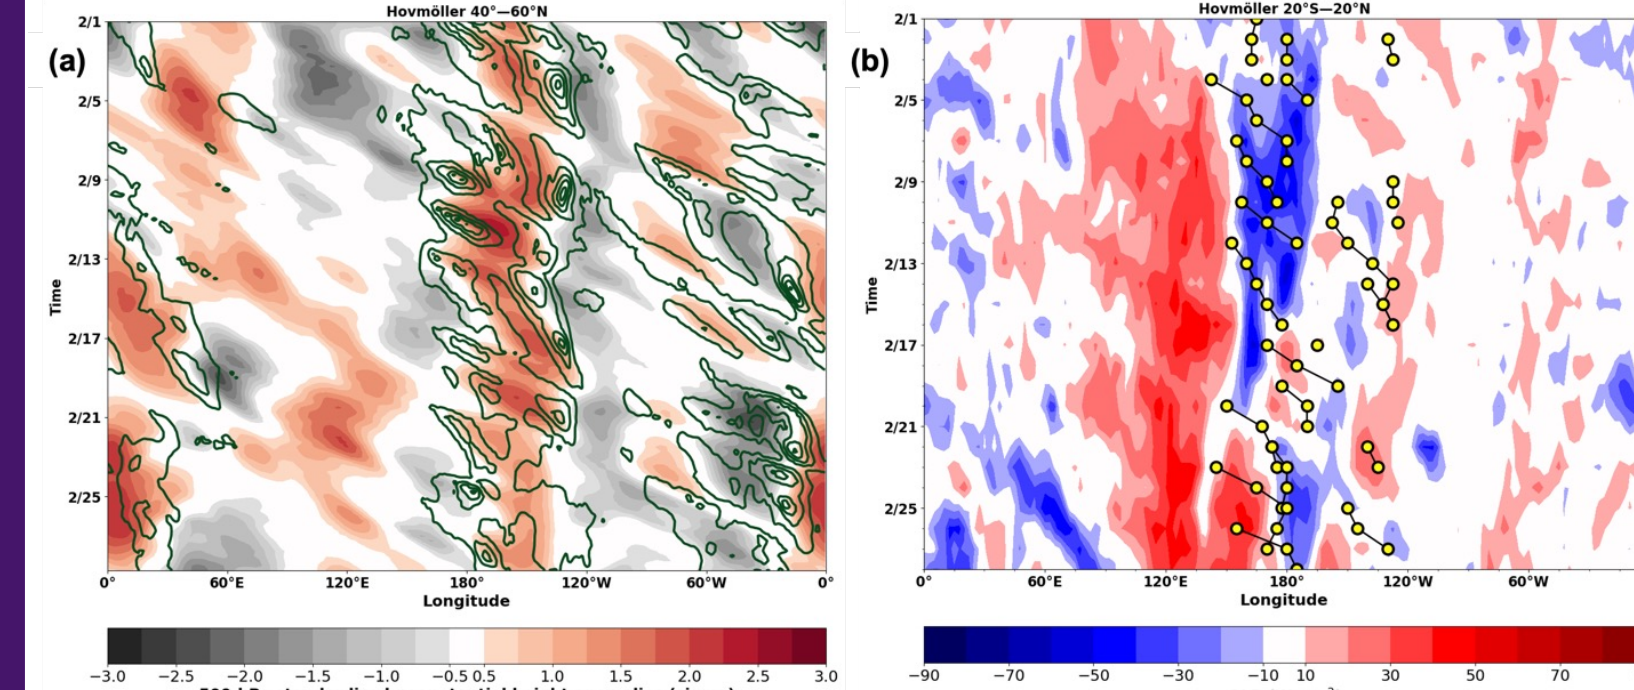 Hovmöller 40°—60°N
(a)
Time
2/1
2/5
2/9
2/13
2/17
2/21
2/25
0° 60°E 120°E 180° 120°W 60°W 0°
Longitude
−3.0 −2.5 −2.0 −1.5 −1.0 −0.5 0.5 1.0 1.5 2.0 2.5 3.0
Hovmöller 20°S—20°N
(b)
Time
2/1
2/5
2/9
2/13
2/17
2/21
2/25
0° 60°E 120°E 180° 120°W 60°W
Longitude
−90 −70 −50 −30 −10 10 30 50 70